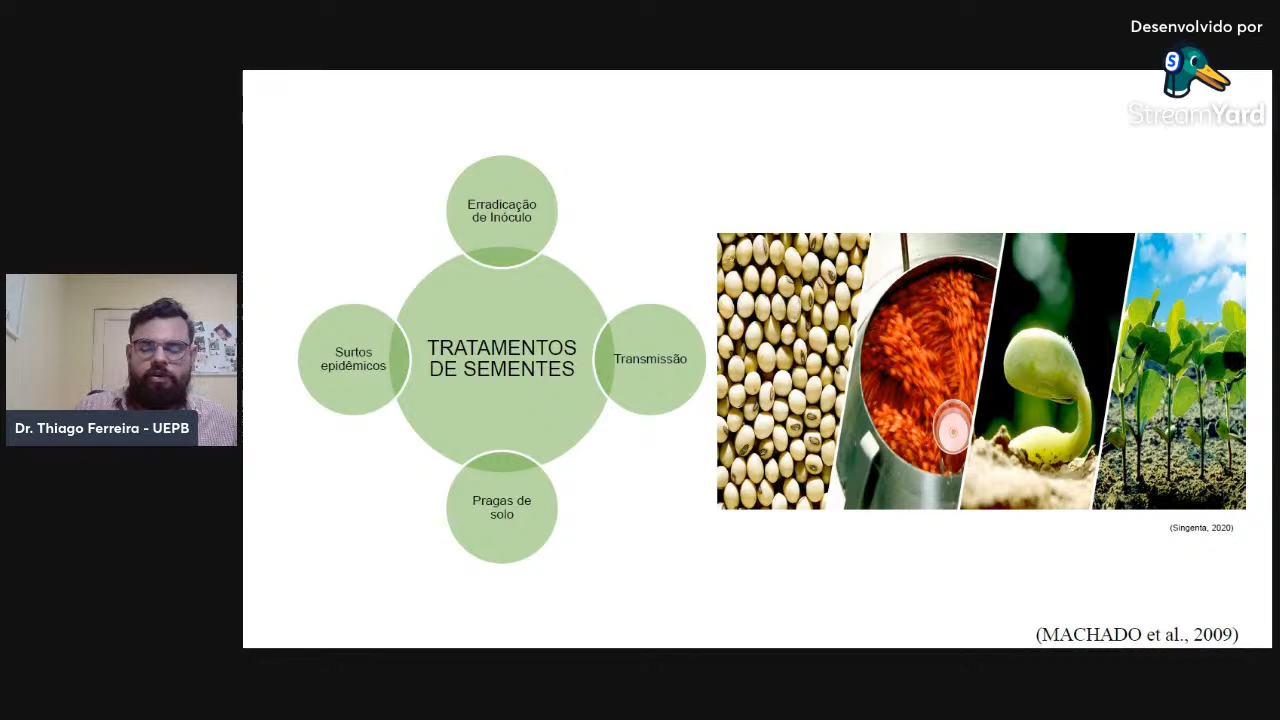 Desenvolvido por
StreamYard
Erradicação
de Inóculo
Surtos
epidêmicos
TRATAMENTOS
DE SEMENTES
Transmissão
Pragas de
solo
Dr. Thiago Ferreira - UEPB
(Singenta, 2020)
(MACHADO et al., 2009)